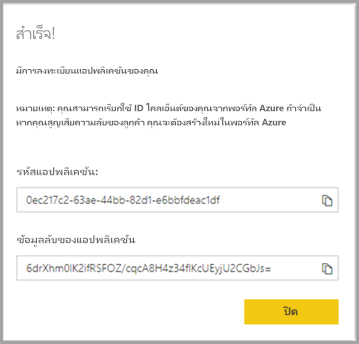 สำเร็จ!
มีการลงทะเบียนแอปพลิเคชันของคุณ
หมายเหตุ: คุณสามารถเรียกใช้ ID ไคลเอ็นต์ของคุณจากพอร์ทัล Azure ถ้าจำเป็น
หากคุณสูญเสียความลับของลูกค้า คุณจะต้องสร้างใหม่ในพอร์ทัล Azure
รหัสแอปพลิเคชัน:
0ec217c2-63ae-44bb-82d1-e6bbfdeac1df
ข้อมูลลับของแอปพลิเคชัน
6drXhm0lK2ifRSFOZ/cqcA8H4z34flKcUEyjU2CGbJs=
ปิด